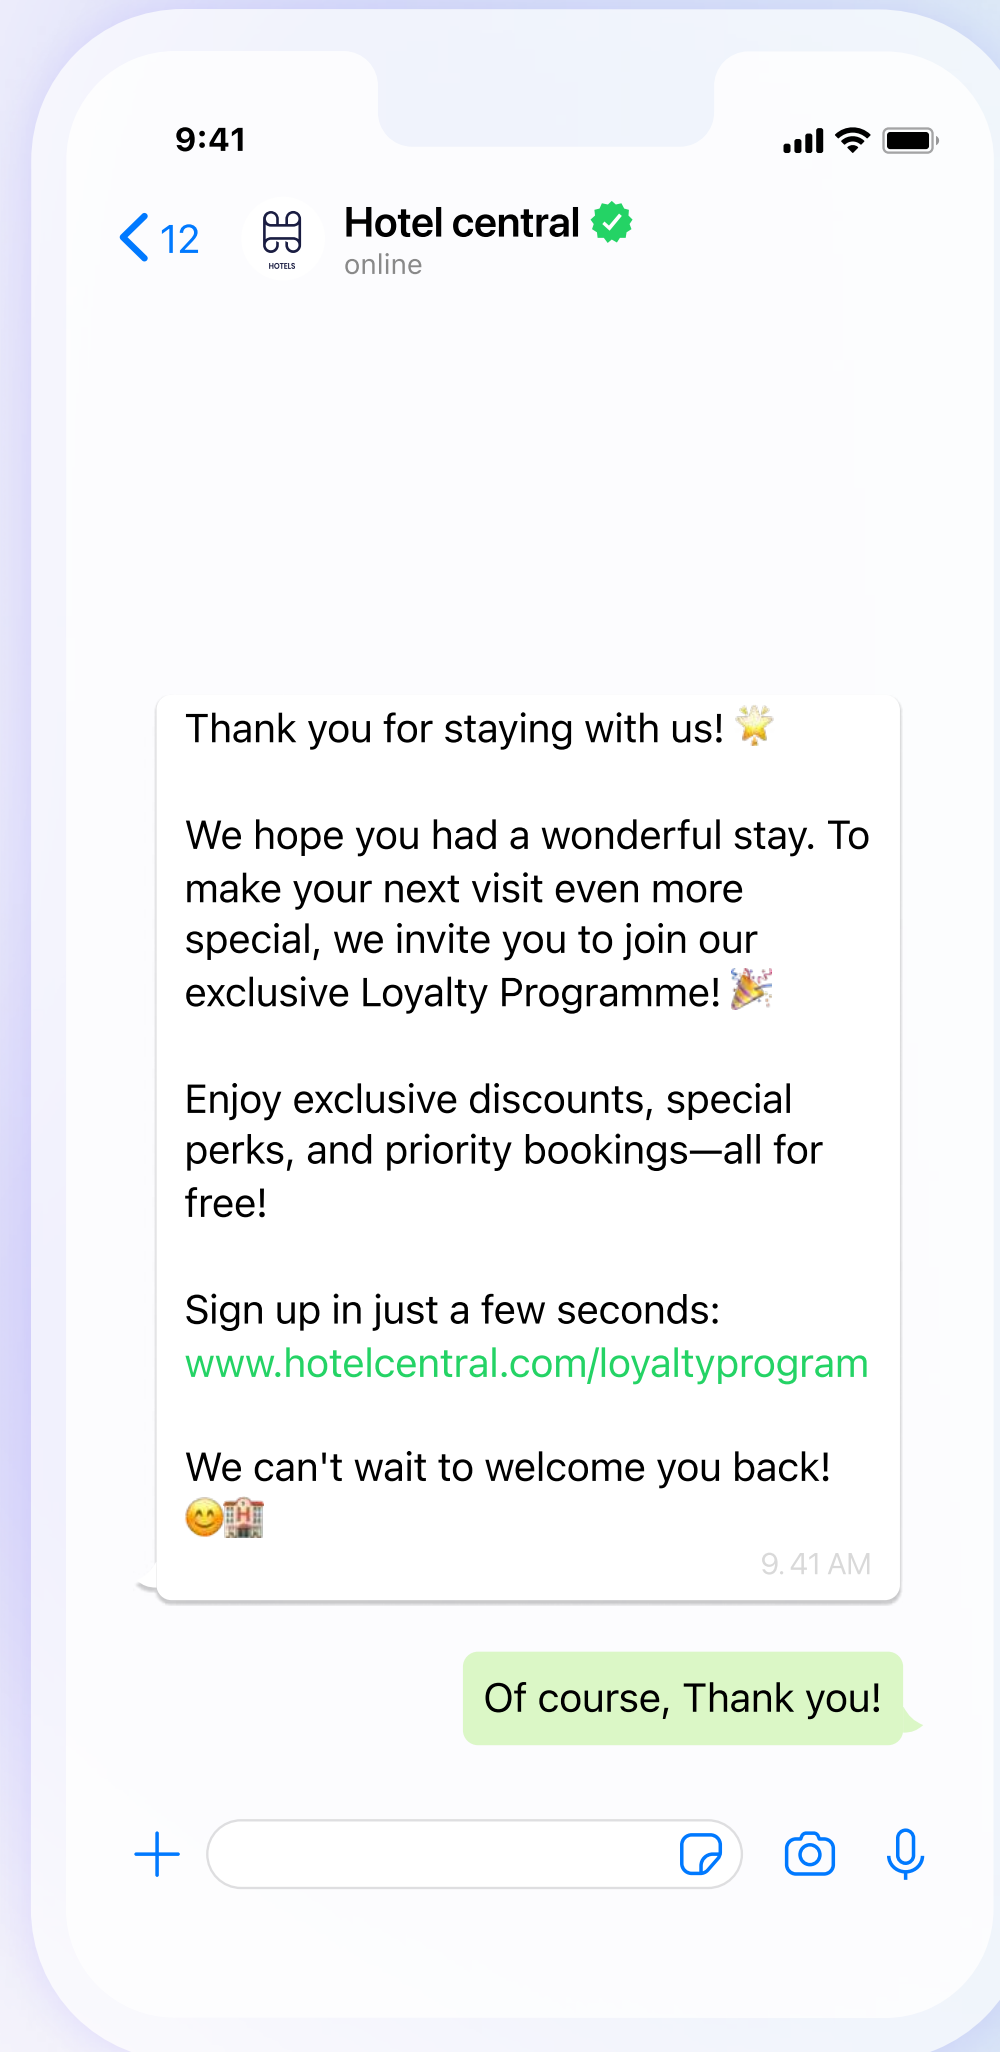 9:41
12
HOTELS
Hotel central
online
Thank you for staying with us! 🌟
We hope you had a wonderful stay. To
make your next visit even more
special, we invite you to join our
exclusive Loyalty Programme! 🎉
Enjoy exclusive discounts, special
perks, and priority bookings—all for
free!
Sign up in just a few seconds:
www.hotelcentral.com/loyaltyprogram
We can't wait to welcome you back!
😊🏨
9.41 AM
Of course, Thank you!